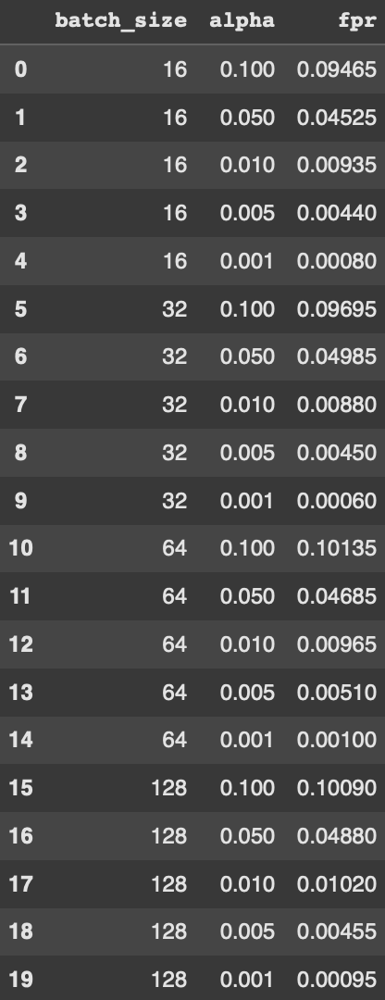 batch_size alpha fpr
0 16 0.100 0.09465
1 16 0.050 0.04525
2 16 0.010 0.00935
3 16 0.005 0.00440
4 16 0.001 0.00080
5 32 0.100 0.09695
6 32 0.050 0.04985
7 32 0.010 0.00880
8 32 0.005 0.00450
9 32 0.001 0.00060
10 64 0.100 0.10135
11 64 0.050 0.04685
12 64 0.010 0.00965
13 64 0.005 0.00510
14 64 0.001 0.00100
15 128 0.100 0.10090
16 128 0.050 0.04880
17 128 0.010 0.01020
18 128 0.005 0.00455
19 128 0.001 0.00095